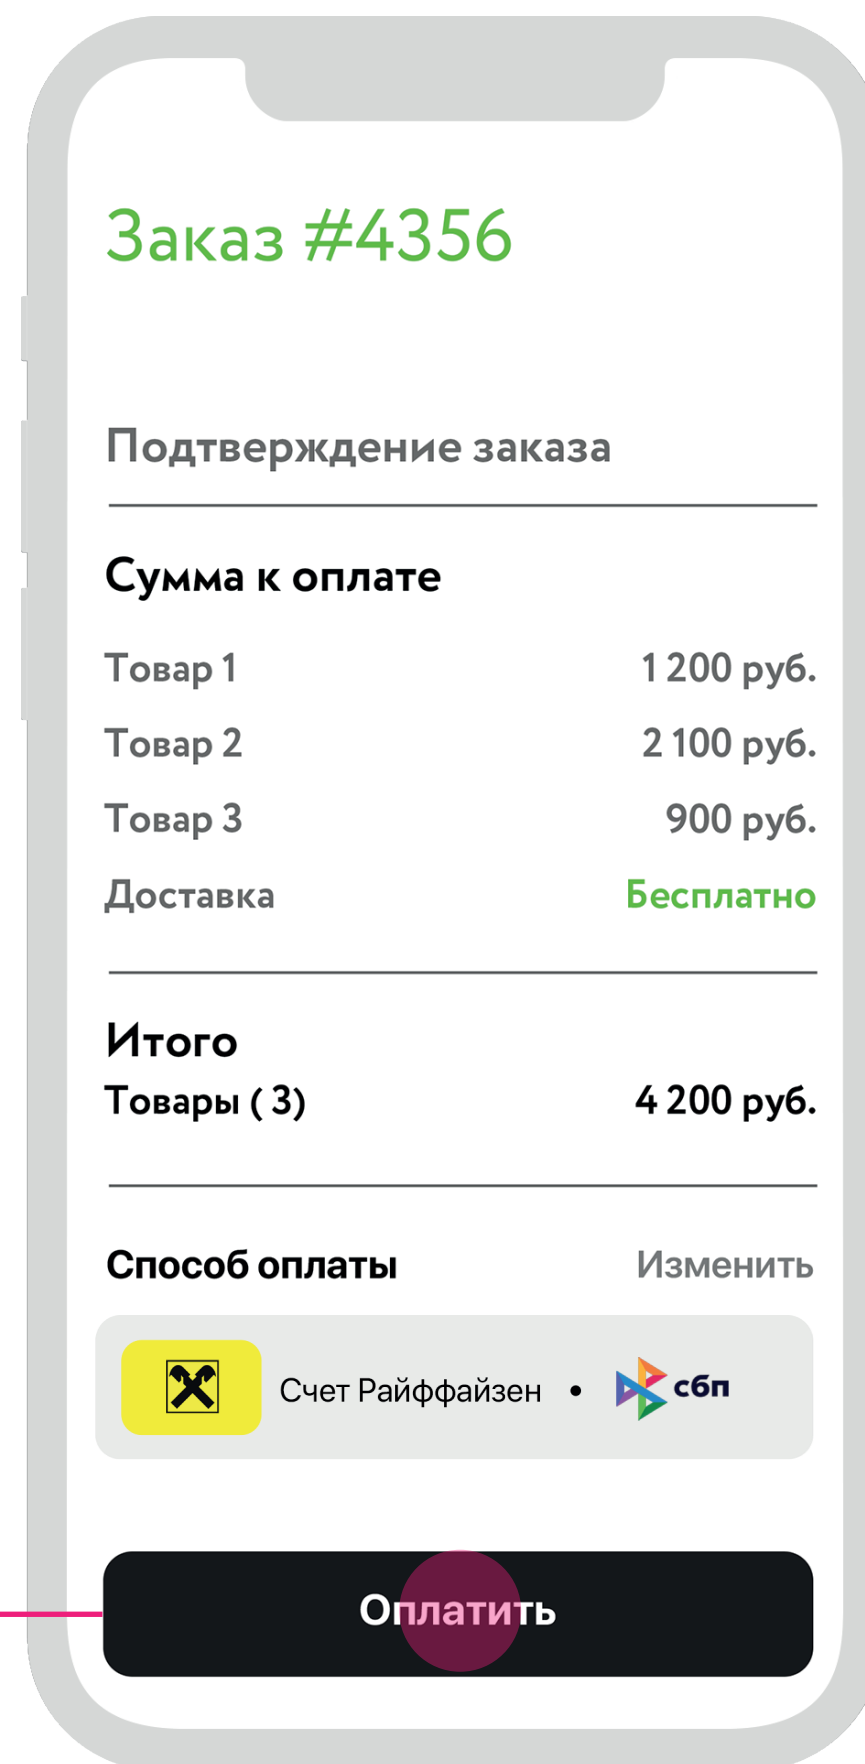 Заказ #4356
Подтверждение заказа
Сумма к оплате
Товар 1 1 200 руб.
Товар 2 2 100 руб.
Товар 3 900 руб.
Доставка Бесплатно
Итого
Товары ( 3) 4 200 руб.
Способ оплаты Изменить
Счет Райффайзен • сбп
Оплатить